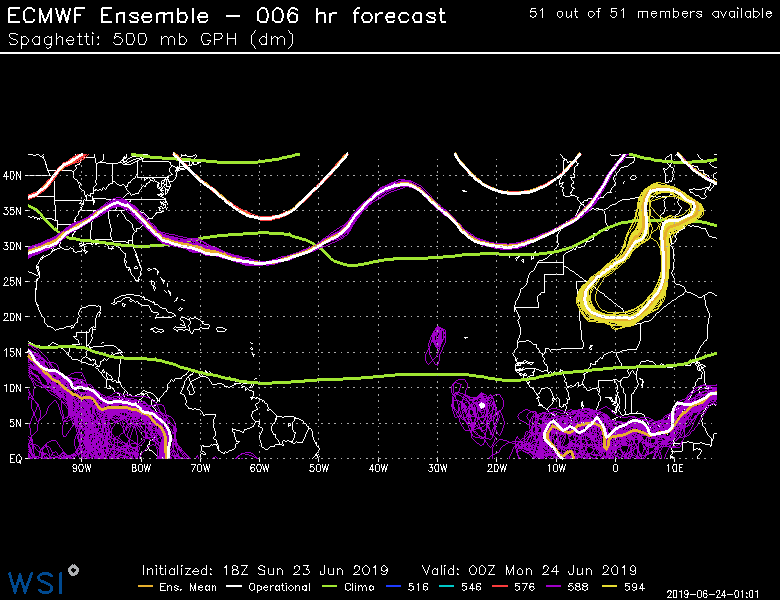 ECMWF Ensemble – 006 hr forecast
51 out of 51 members available
Spaghetti: 500 mb GPH (dm)
40N
35N
30N
25N
20N
15N
10N
5N
EQ
90W 80W 70W 60W 50W 40W 30W 20W 10W 0 10E
Initialized: 18Z Sun 23 Jun 2019 Valid: 00Z Mon 24 Jun 2019
WSI
Ens. Mean Operational Climo 516 546 576 588 594
2019-06-24-01:01